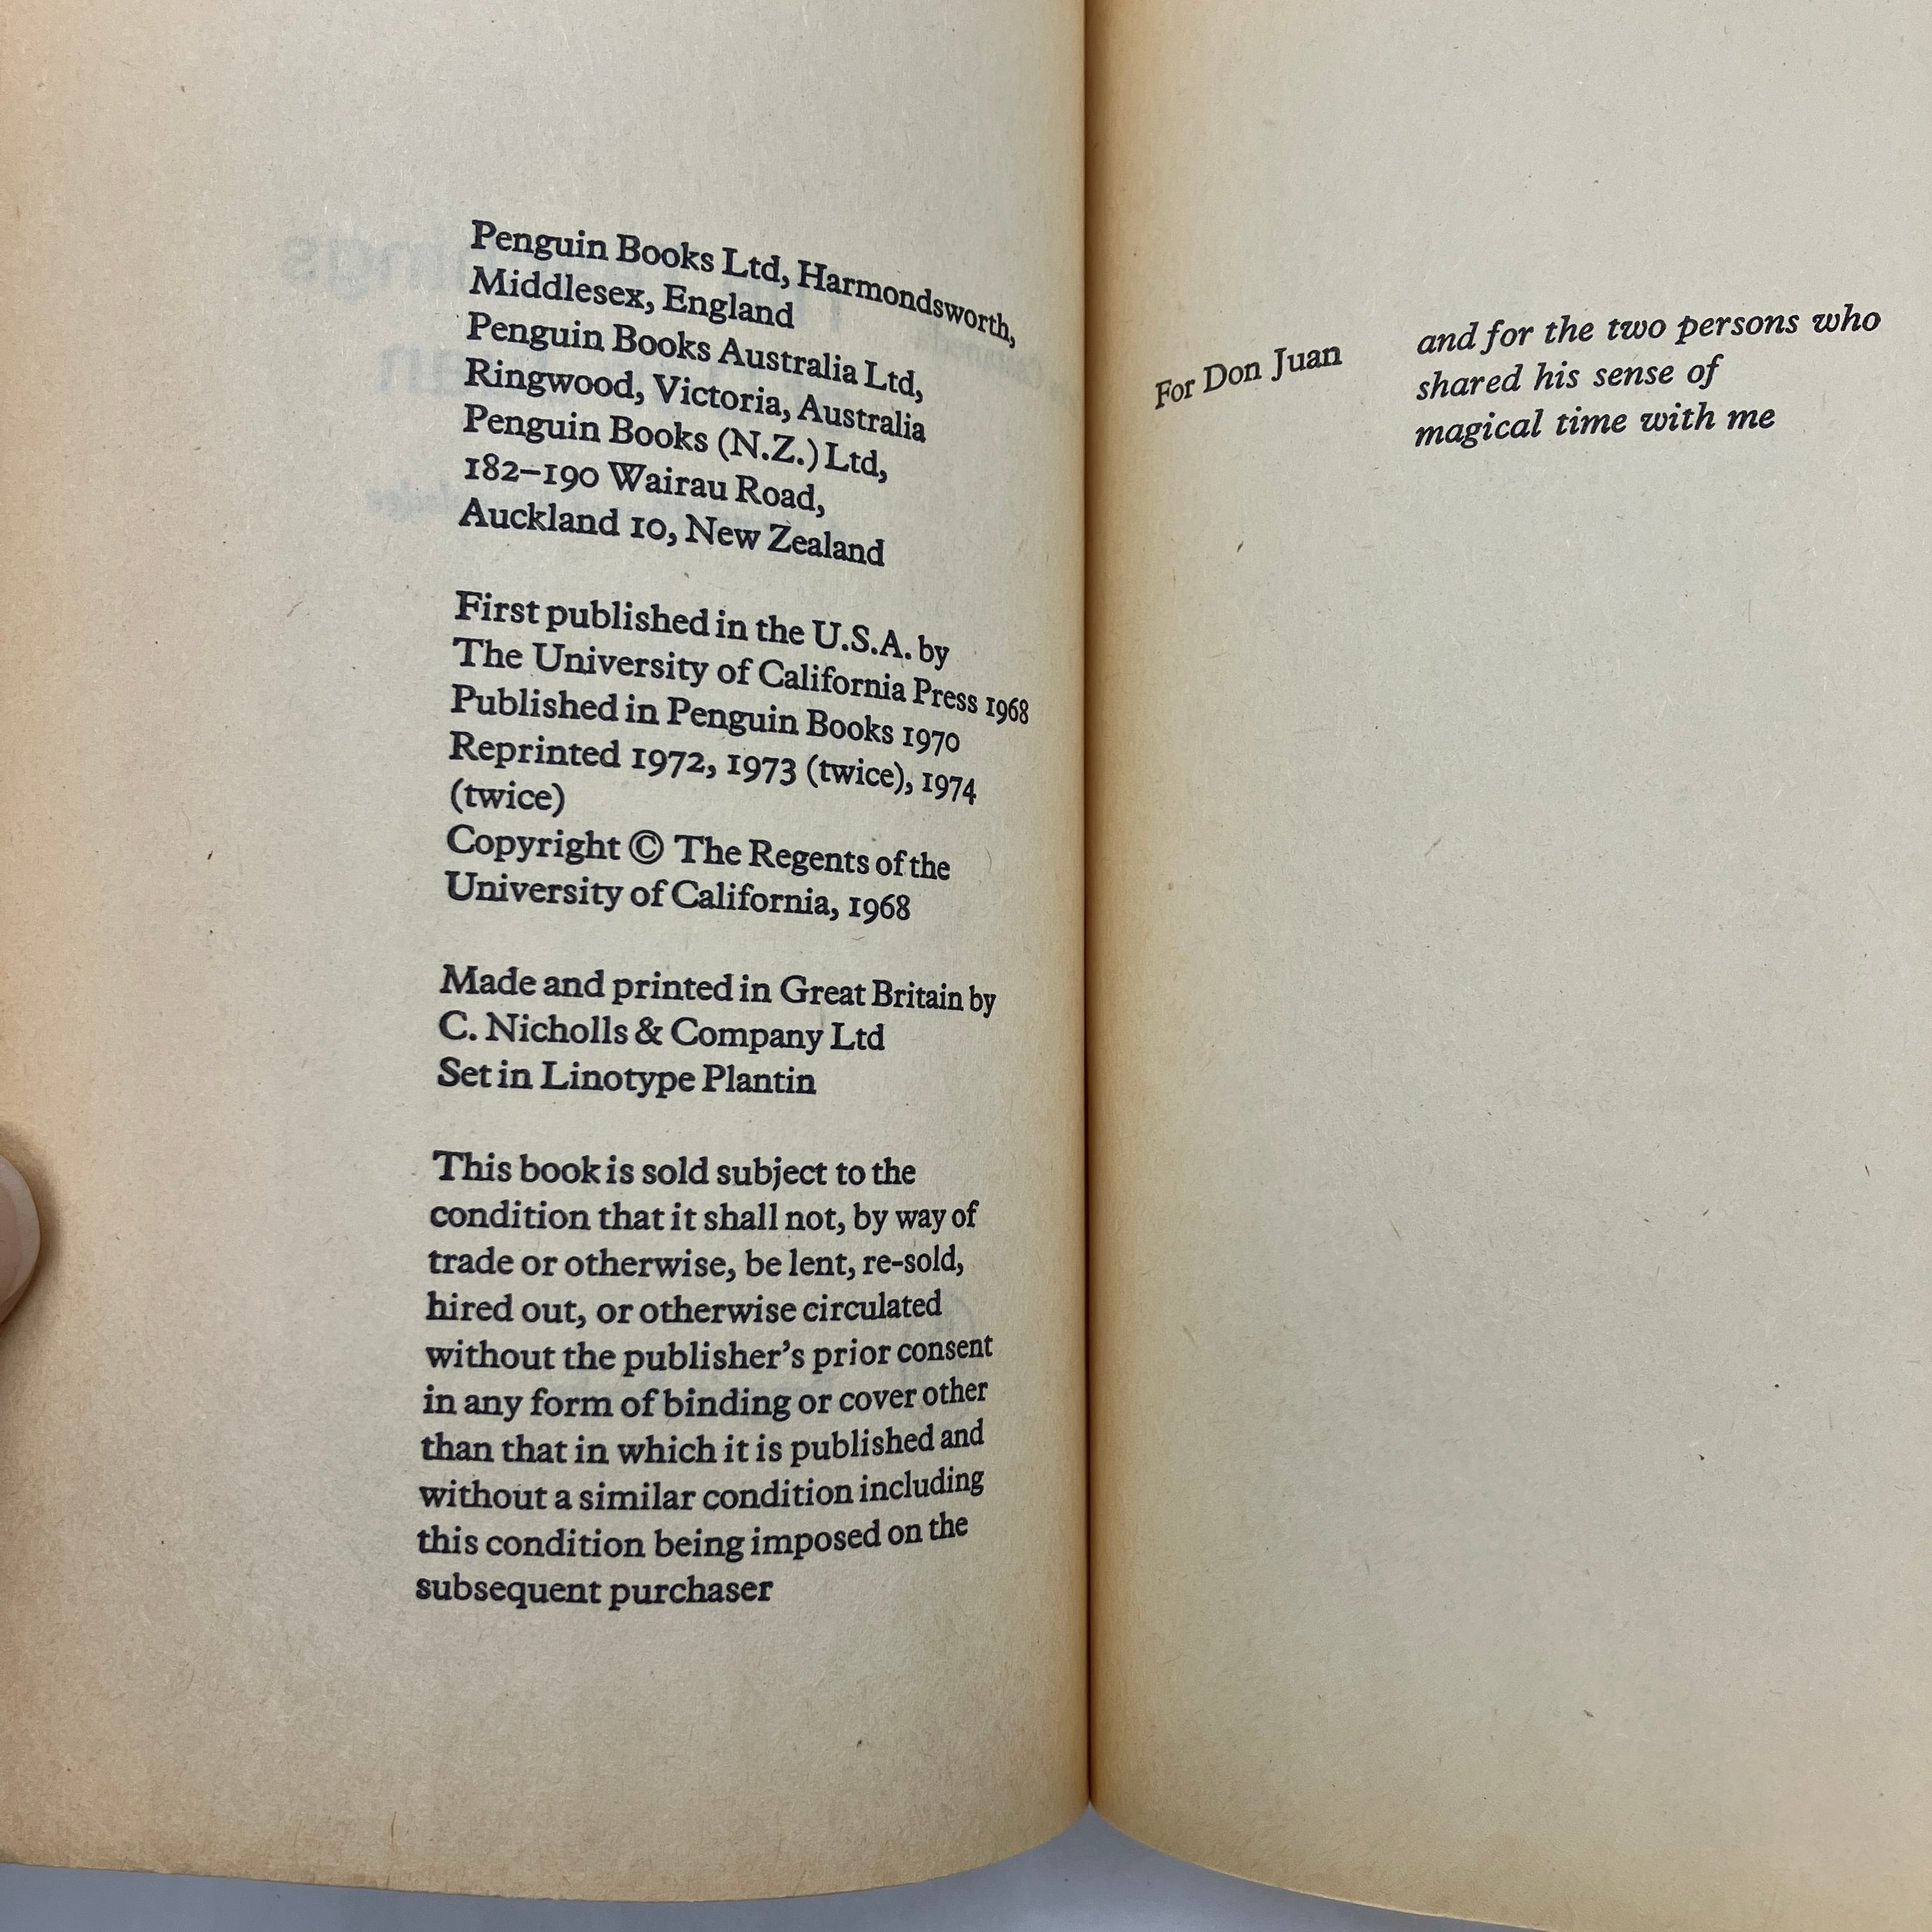 Penguin Books Ltd, Harmondsworth,
Middlesex, England
Penguin Books Australia Ltd,
Ringwood, Victoria, Australia
Penguin Books (N.Z.) Ltd,
182–190 Wairau Road,
Auckland 10, New Zealand
First published in the U.S.A. by
The University of California Press 1968
Published in Penguin Books 1970
Reprinted 1972, 1973 (twice), 1974
(twice)
Copyright © The Regents of the
University of California, 1968
Made and printed in Great Britain by
C. Nicholls & Company Ltd
Set in Linotype Plantin
This book is sold subject to the
condition that it shall not, by way of
trade or otherwise, be lent, re-sold,
hired out, or otherwise circulated
without the publisher's prior consent
in any form of binding or cover other
than that in which it is published and
without a similar condition including
this condition being imposed on the
subsequent purchaser
For Don Juan
and for the two persons who
shared his sense of
magical time with me